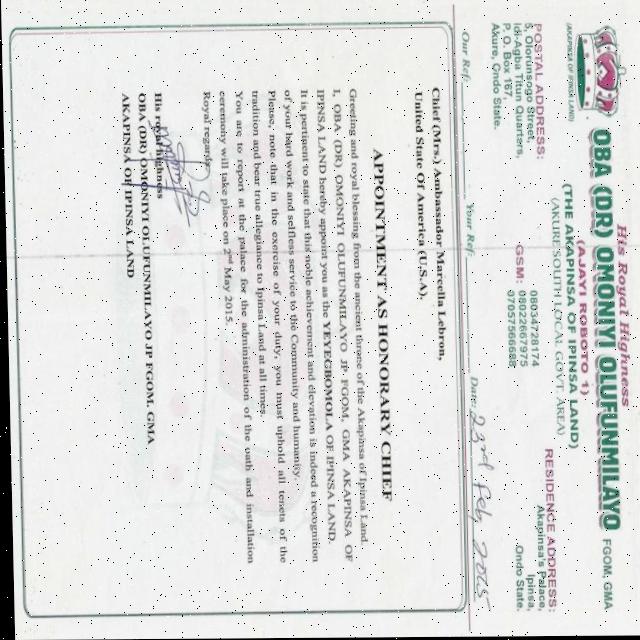 His Royal Highness
OBA (DR) OMONIYI OLUFUNMILAYO FGOM, GMA
(AJAYI ROBOTO 1)
(THE AKAPINSA OF IPINSA LAND)
(AKURE SOUTH LOCAL GOVT. AREA)
(AKAPINSA OF IPINSA LAND)
POSTAL ADDRESS:
5, Olorunsogo Street,
Idi-Agba Titun Quarters,
P. O. Box 167,
Akure, Ondo State.
GSM: 08034728174
08022667975
07057566688
RESIDENCE ADDRESS:
Akapinsa's Palace,
Ipinsa,
Ondo State.
Our Ref: Your Ref: Date: 23rd Feb, 2015
Chief (Mrs.) Ambassador Marcella Lebron,
United State Of America (U.S.A).
APPOINTMENT AS HONORARY CHIEF
Greeting and royal blessing from the ancient throne of the Akapinsa of Ipinsa Land.
I, OBA (DR) OMONIYI OLUFUNMILAYO JP FGOM, GMA AKAPINSA OF
IPINSA LAND hereby appoint you as the YEYEGBOMOLA OF IPINSA LAND.
It is pertinent to state that this noble achievement and elevation is indeed a recognition
of your hard work and selfless service to the Community and humanity.
Please, note that in the exercise of your duty, you must uphold all tenets of the
tradition and bear true allegiance to Ipinsa Land at all times.
You are to report at the palace for the administration of the oath and installation
ceremony will take place on 2nd May 2015.
Royal regards
His royal highness
OBA (DR) OMONIYI OLUFUNMILAYO JP FGOM, GMA
AKAPINSA OF IPINSA LAND